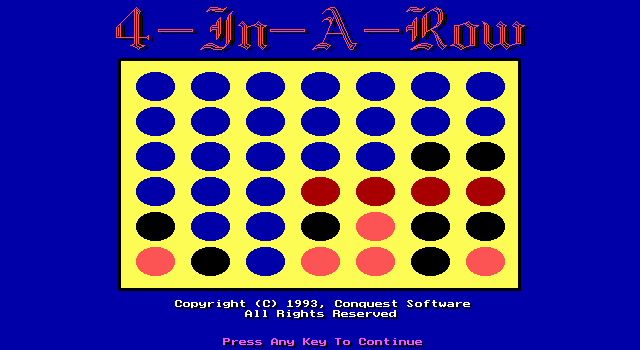 4-In-A-Row
Copyright (C) 1993, Conquest Software
All Rights Reserved
Press Any Key To Continue